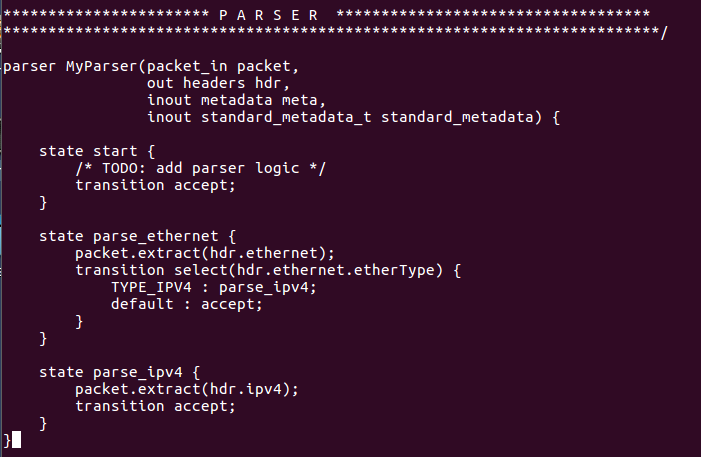 *********************** P A R S E R ***********************************
*************************************************************************/
parser MyParser(packet_in packet,
                out headers hdr,
                inout metadata meta,
                inout standard_metadata_t standard_metadata) {
    state start {
        /* TODO: add parser logic */
        transition accept;
    }
    state parse_ethernet {
        packet.extract(hdr.ethernet);
        transition select(hdr.ethernet.etherType) {
            TYPE_IPV4 : parse_ipv4;
            default : accept;
        }
    }
    state parse_ipv4 {
        packet.extract(hdr.ipv4);
        transition accept;
    }
}